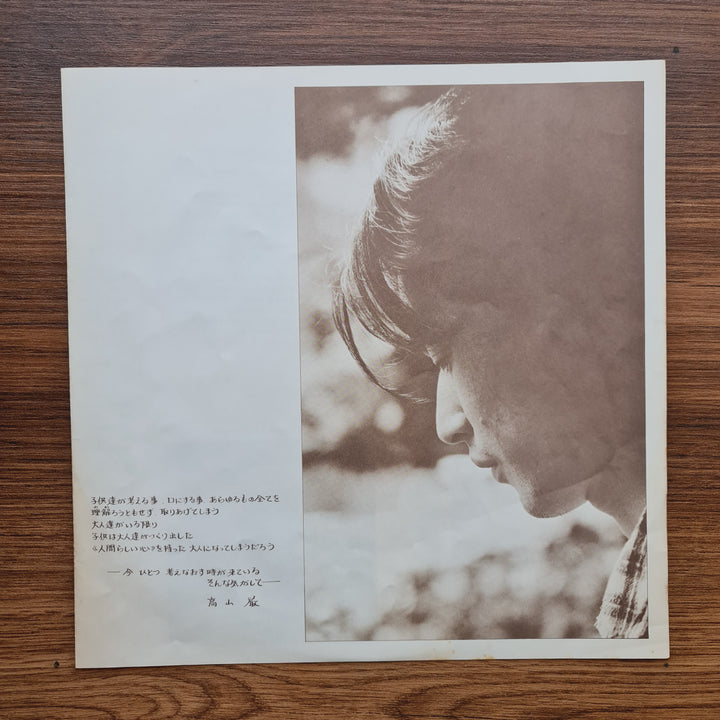 子供達が考える事、口にする事、あらゆるもの全てを
理解ろうともせず 取りあげてしまう
大人達がいる限り
子供は大人達がつくり出した
《人間らしい心》を持った 大人になってしまうだろう
― 今 ひとつ 考えなおす時が来ている
そんな気がして ―
高山 厳